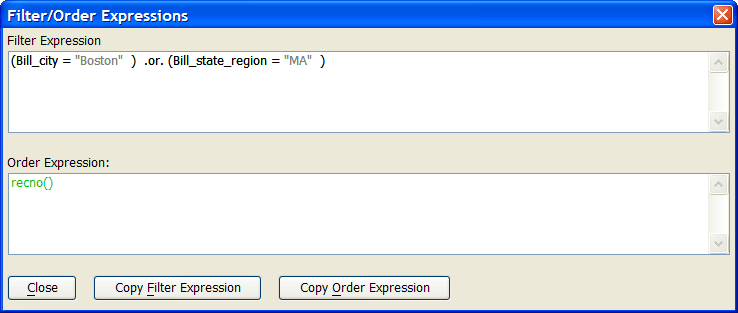 Filter/Order Expressions
Filter Expression
(Bill_city = "Boston"  )  .or. (Bill_state_region = "MA"  )
Order Expression:
recno()
Close
Copy Filter Expression
Copy Order Expression